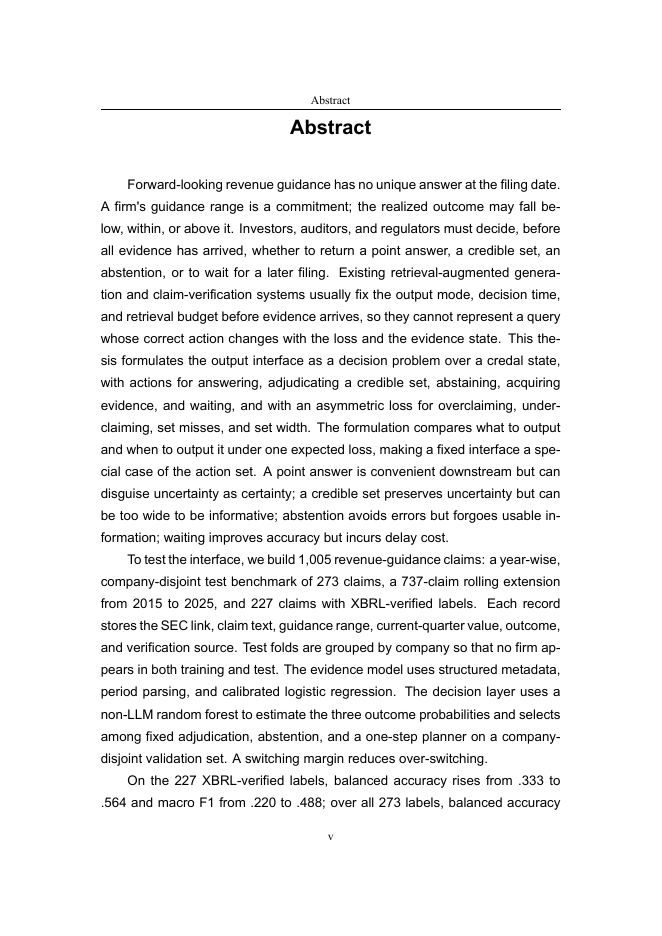 Abstract
Abstract
Forward-looking revenue guidance has no unique answer at the filing date.
A firm's guidance range is a commitment; the realized outcome may fall be-
low, within, or above it. Investors, auditors, and regulators must decide, before
all evidence has arrived, whether to return a point answer, a credible set, an
abstention, or to wait for a later filing. Existing retrieval-augmented genera-
tion and claim-verification systems usually fix the output mode, decision time,
and retrieval budget before evidence arrives, so they cannot represent a query
whose correct action changes with the loss and the evidence state. This the-
sis formulates the output interface as a decision problem over a credal state,
with actions for answering, adjudicating a credible set, abstaining, acquiring
evidence, and waiting, and with an asymmetric loss for overclaiming, under-
claiming, set misses, and set width. The formulation compares what to output
and when to output it under one expected loss, making a fixed interface a spe-
cial case of the action set. A point answer is convenient downstream but can
disguise uncertainty as certainty; a credible set preserves uncertainty but can
be too wide to be informative; abstention avoids errors but forgoes usable in-
formation; waiting improves accuracy but incurs delay cost.
To test the interface, we build 1,005 revenue-guidance claims: a year-wise,
company-disjoint test benchmark of 273 claims, a 737-claim rolling extension
from 2015 to 2025, and 227 claims with XBRL-verified labels. Each record
stores the SEC link, claim text, guidance range, current-quarter value, outcome,
and verification source. Test folds are grouped by company so that no firm ap-
pears in both training and test. The evidence model uses structured metadata,
period parsing, and calibrated logistic regression. The decision layer uses a
non-LLM random forest to estimate the three outcome probabilities and selects
among fixed adjudication, abstention, and a one-step planner on a company-
disjoint validation set. A switching margin reduces over-switching.
On the 227 XBRL-verified labels, balanced accuracy rises from .333 to
.564 and macro F1 from .220 to .488; over all 273 labels, balanced accuracy
v